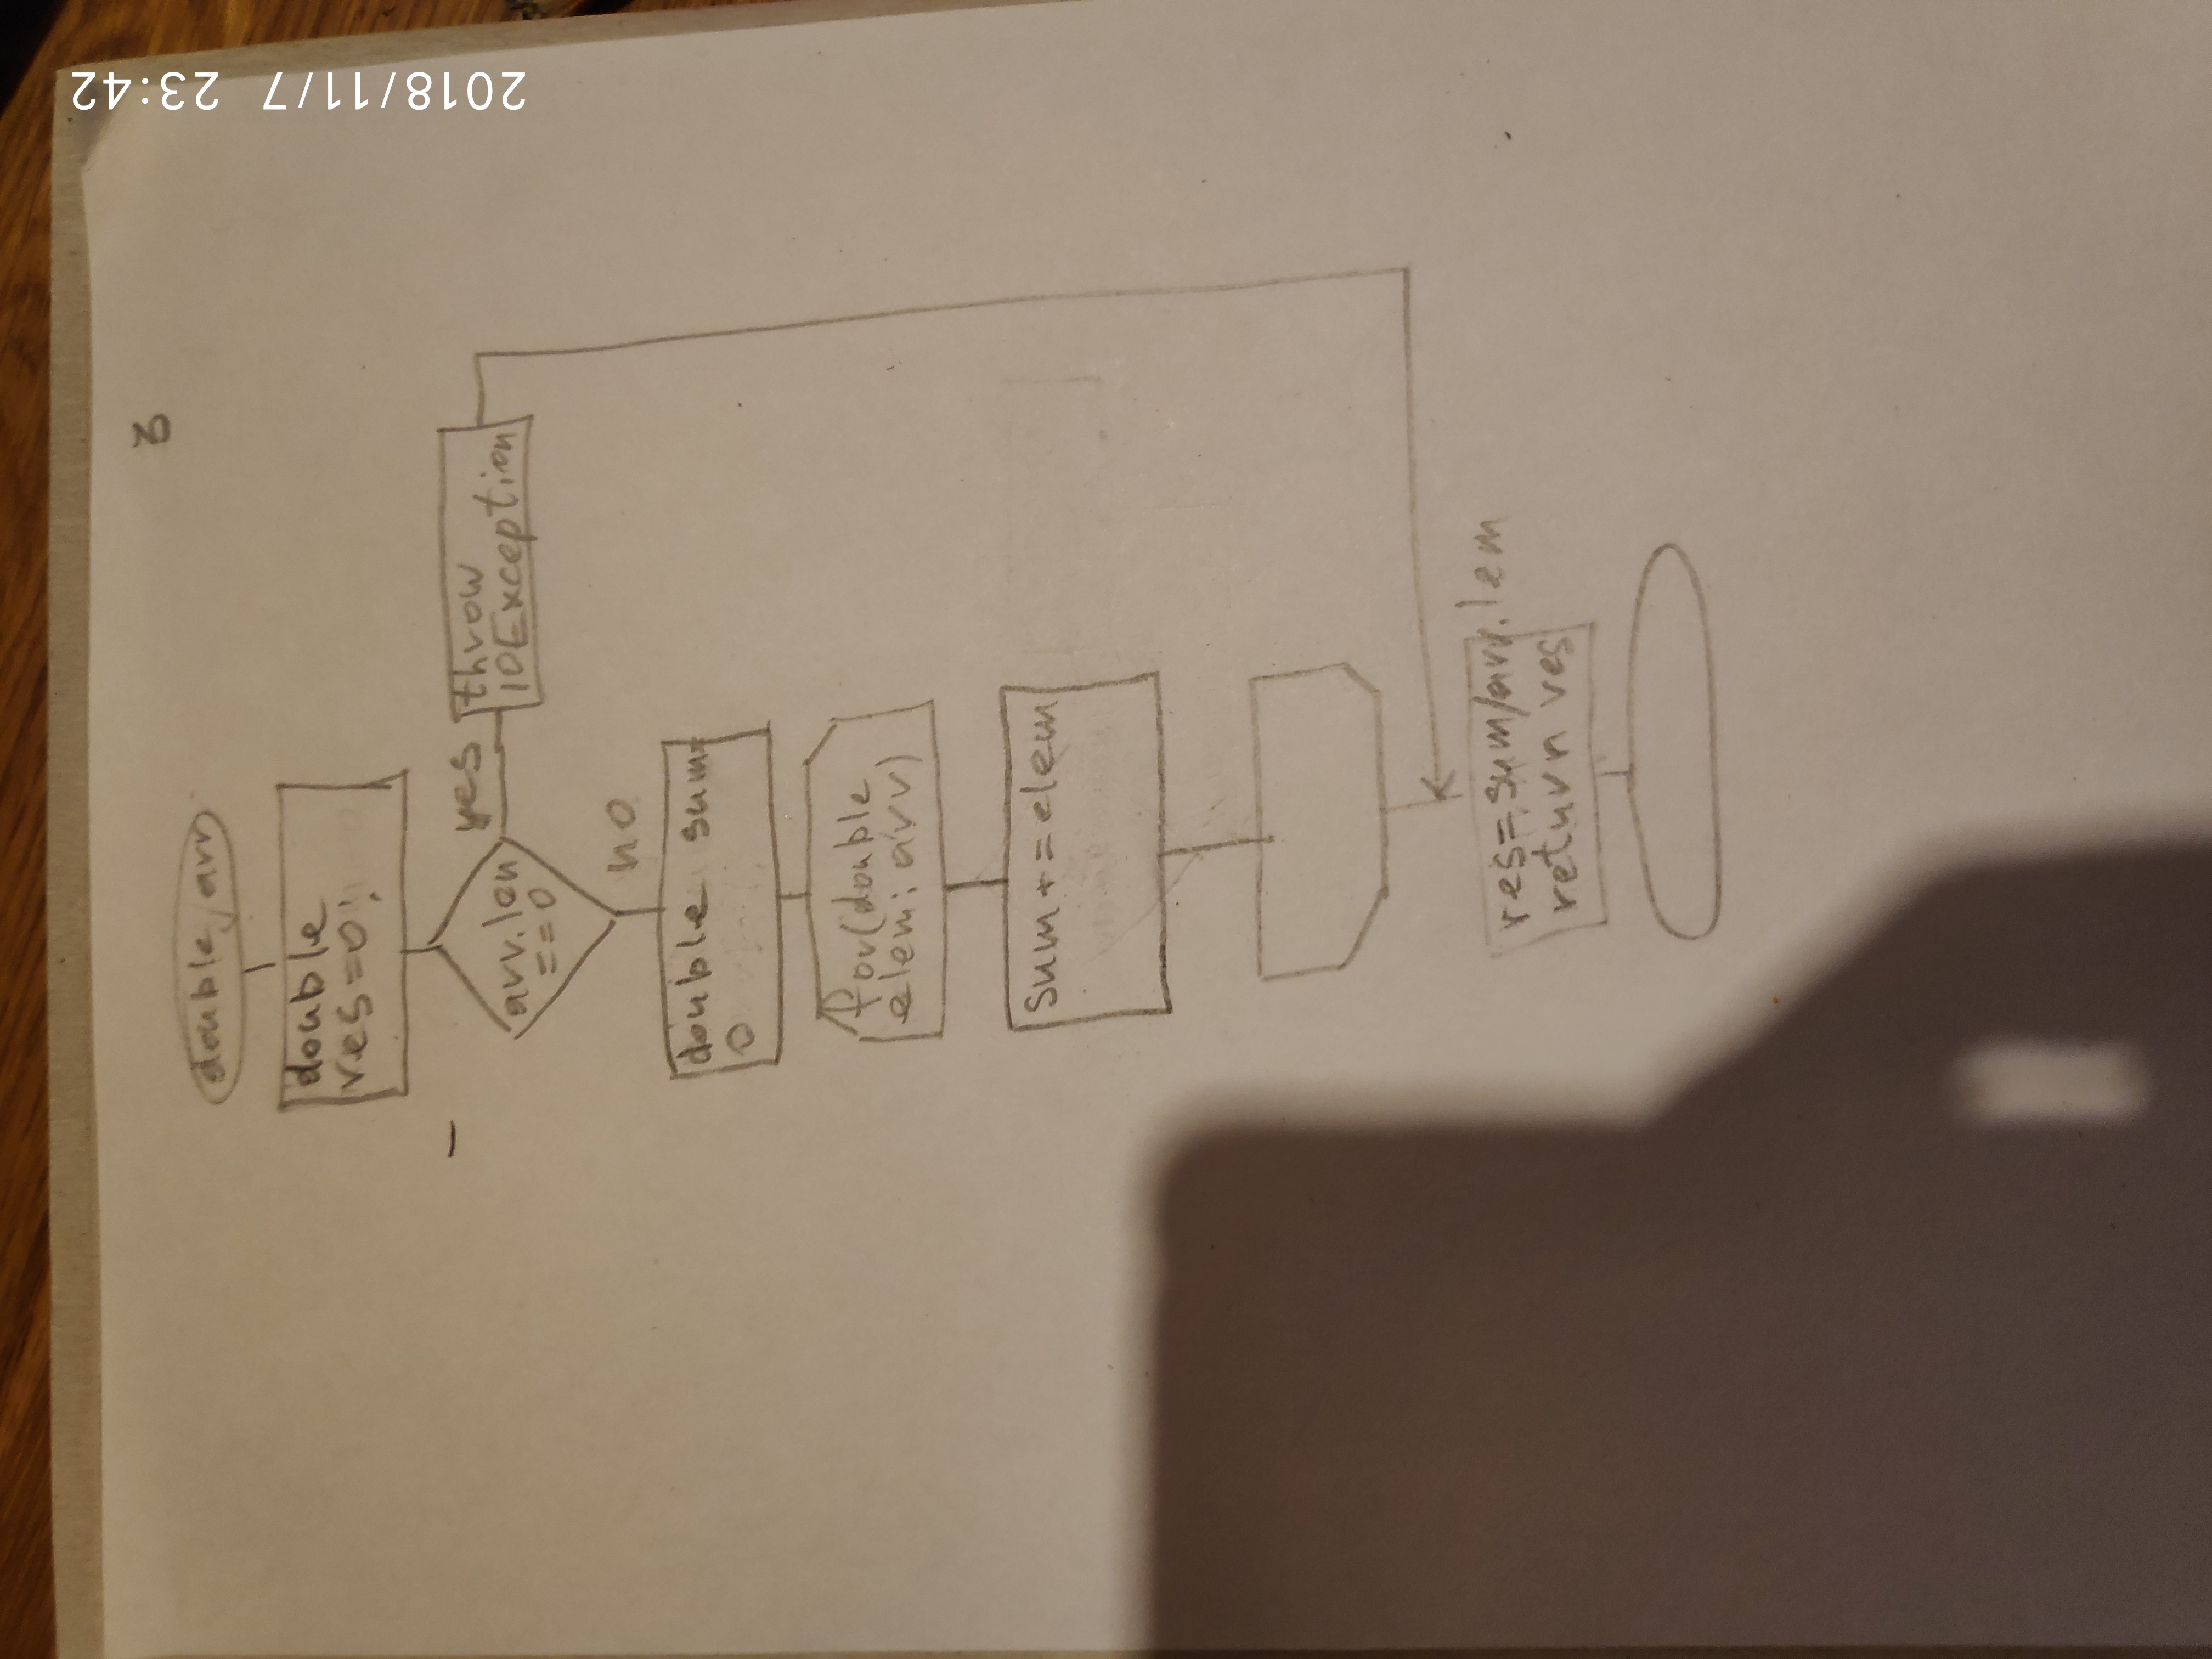 3
double/arr
double
res=0;
arr.len
==0
yes
throw
IOException
no
double sum=
0
for(double
elem: arr)
sum+=elem
res=sum/arr.len
return res
2018/11/7 23:42